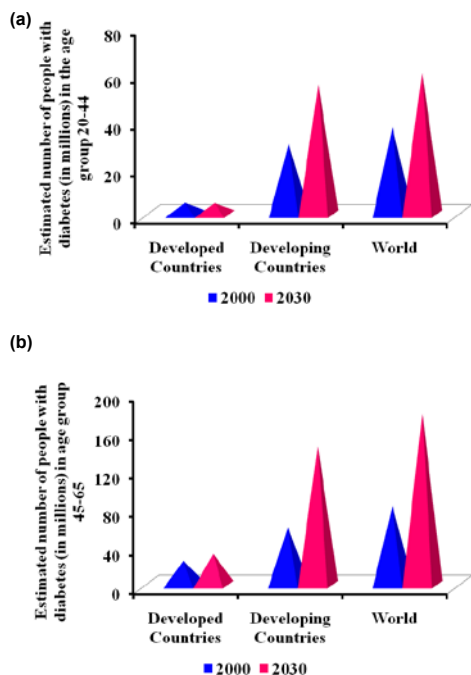 (a)
Estimated number of people with
diabetes (in millions) in the age
group 20-44
80
60
40
20
0
Developed
Countries
Developing
Countries
World
2000 2030
(b)
Estimated number of people with
diabetes (in millions) in age group
45-65
200
160
120
80
40
0
Developed
Countries
Developing
Countries
World
2000 2030